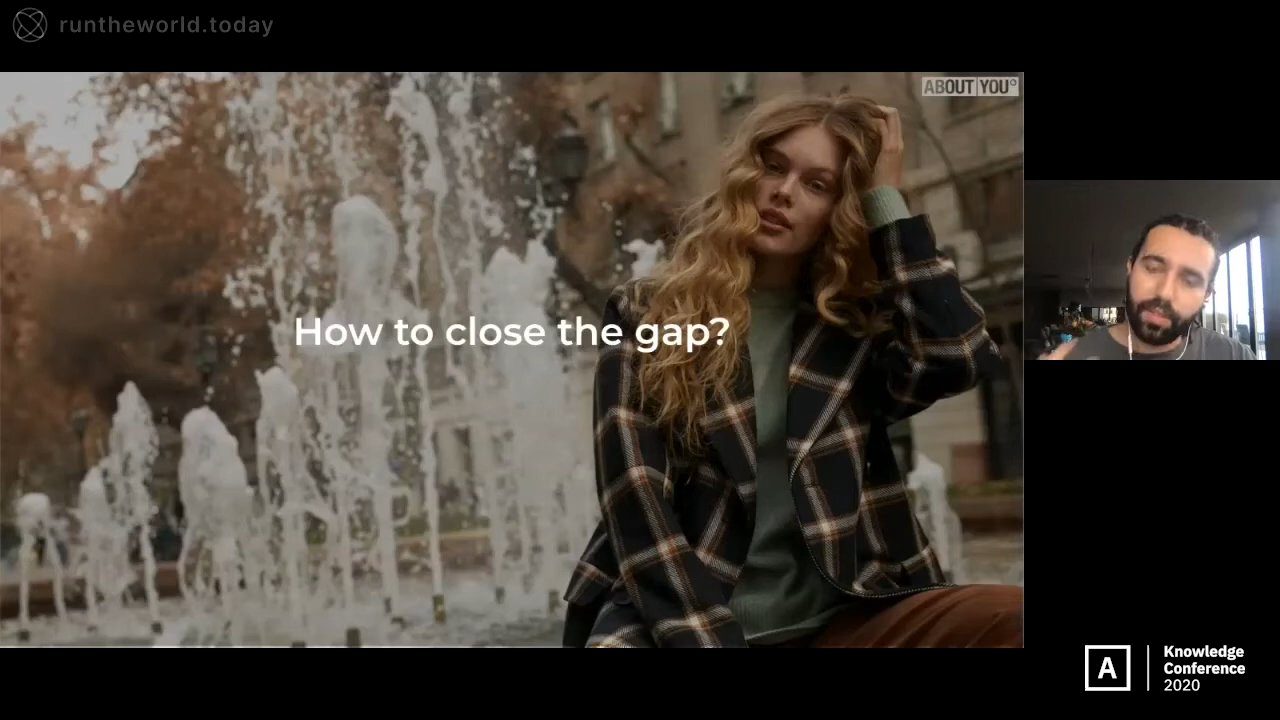 runtheworld.today
ABOUT YOU°
How to close the gap?
A
Knowledge
Conference
2020